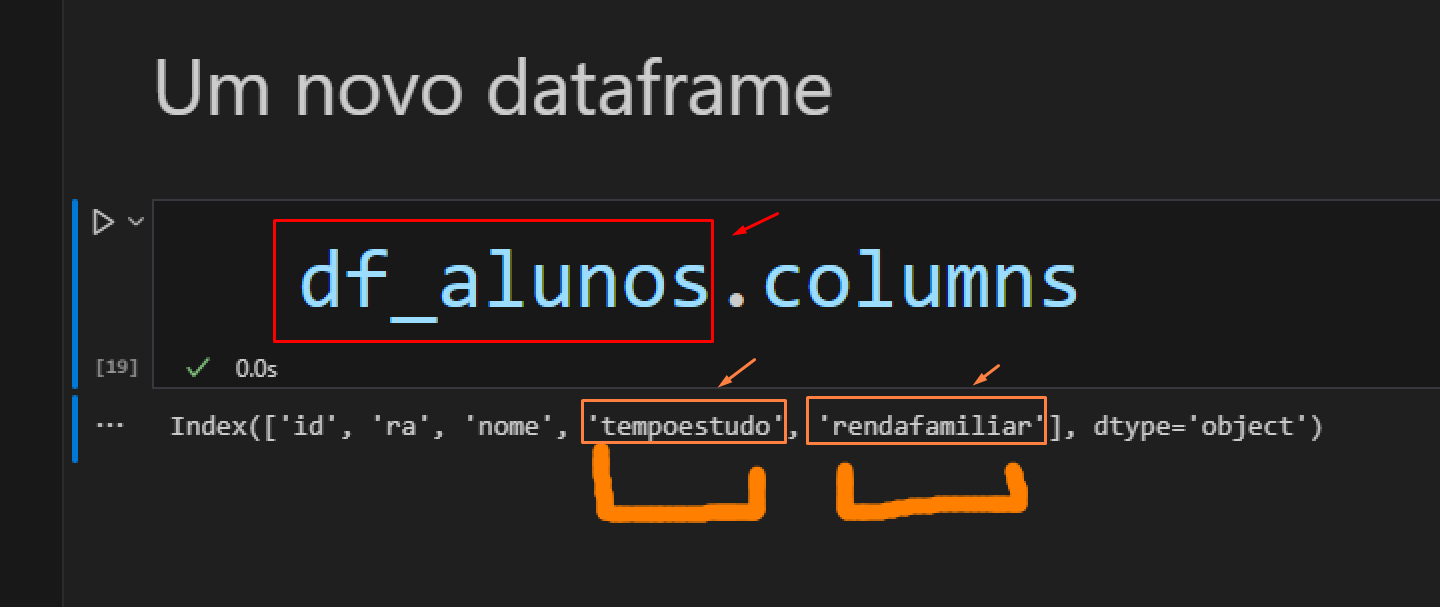 Um novo dataframe
df_alunos.columns
[19]
0.0s
Index(['id', 'ra', 'nome', 'tempoestudo', 'rendafamiliar'], dtype='object')